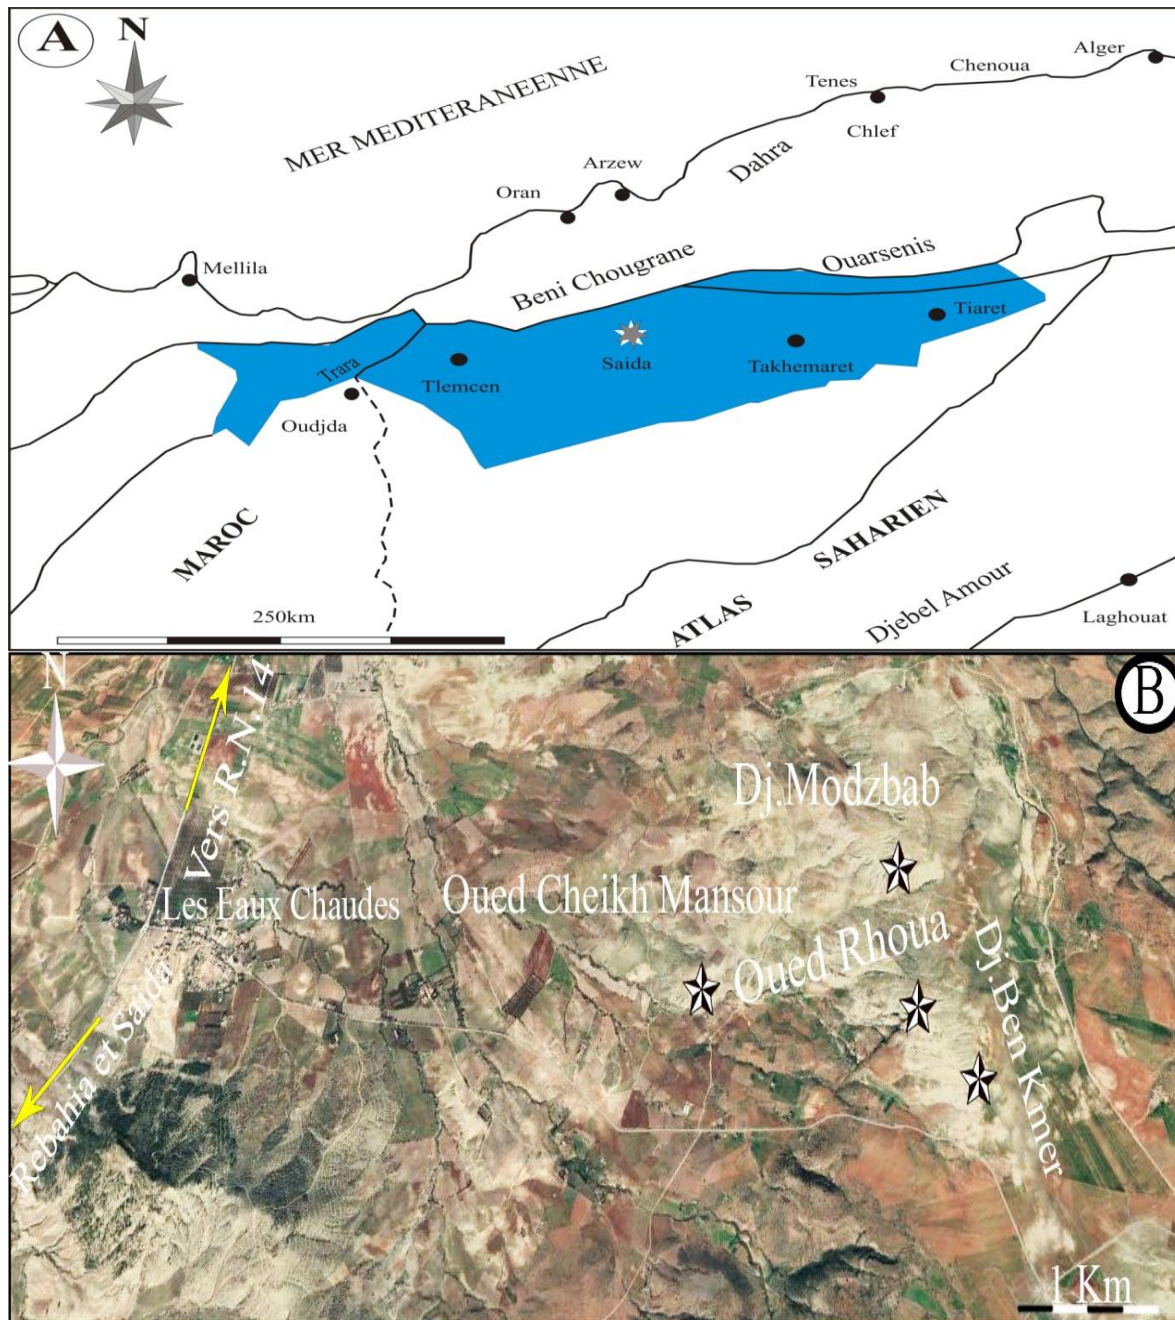 A
N
MER MEDITERANEENNE
Alger
Chenoua
Tenes
Chlef
Dahra
Arzew
Oran
Mellila
Beni Chougrane
Ouarsenis
Tiaret
Saida
Takhemaret
Trara
Tlemcen
Oudjda
MAROC
SAHARIEN
ATLAS
Djebel Amour
Laghouat
250km
N
B
Vers R.N.14
Dj.Modzbab
Les Eaux Chaudes
Oued Cheikh Mansour
Oued Rhoua
Dj.Ben Kmer
Rebahia et Saida
1 Km